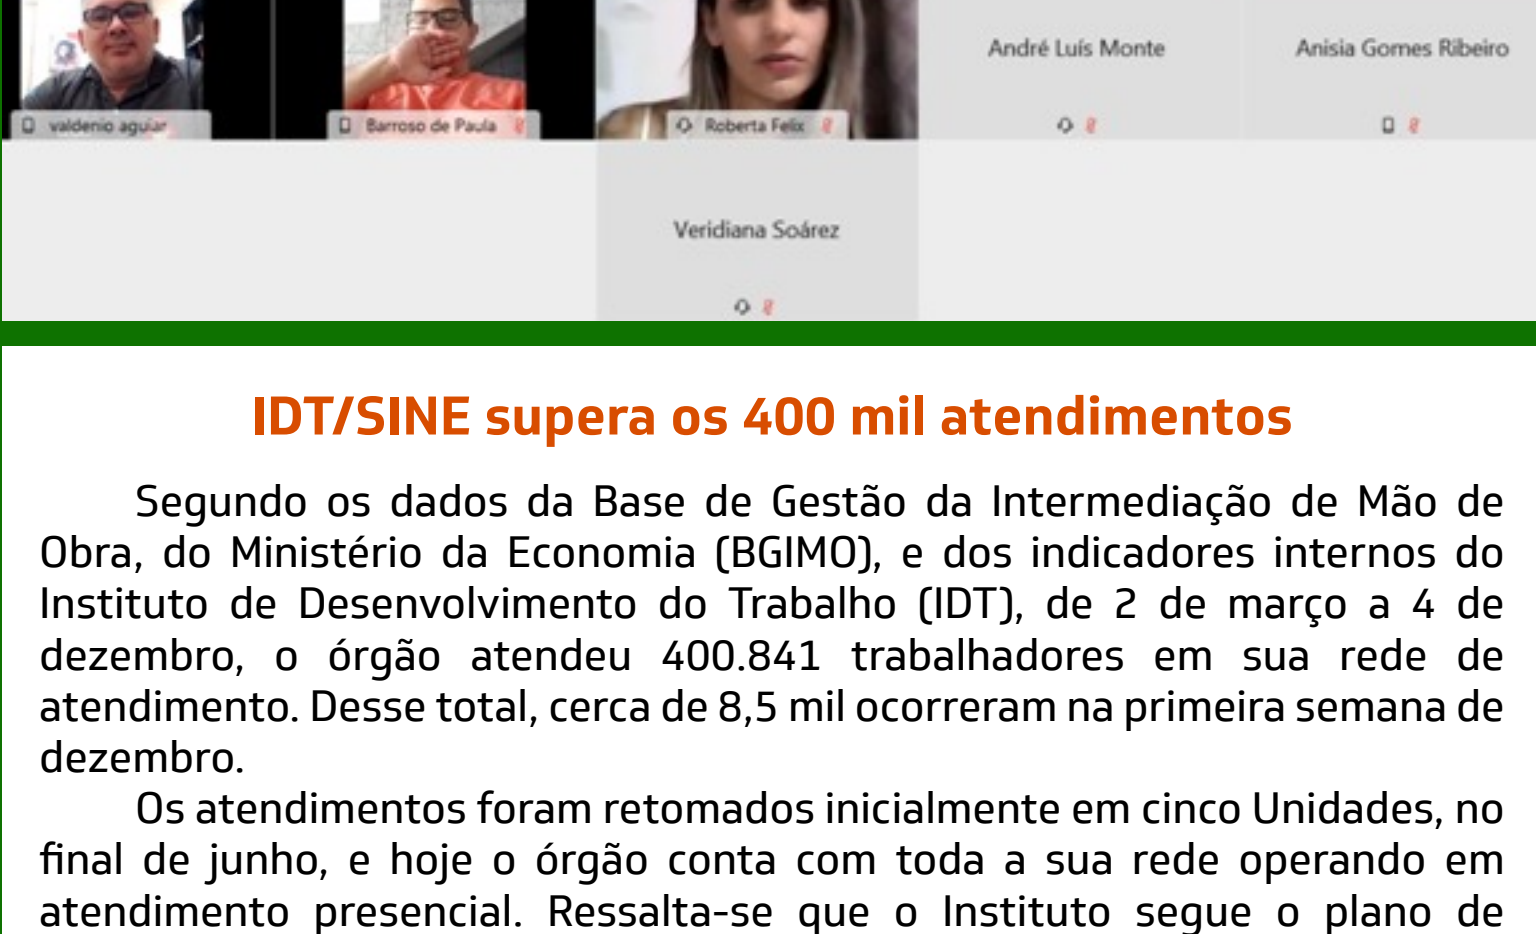 valdenio aguiar
Barroso de Paula
Roberta Felix
André Luís Monte
Anisia Gomes Ribeiro
Veridiana Soárez
IDT/SINE supera os 400 mil atendimentos
Segundo os dados da Base de Gestão da Intermediação de Mão de
Obra, do Ministério da Economia (BGIMO), e dos indicadores internos do
Instituto de Desenvolvimento do Trabalho (IDT), de 2 de março a 4 de
dezembro, o órgão atendeu 400.841 trabalhadores em sua rede de
atendimento. Desse total, cerca de 8,5 mil ocorreram na primeira semana de
dezembro.
Os atendimentos foram retomados inicialmente em cinco Unidades, no
final de junho, e hoje o órgão conta com toda a sua rede operando em
atendimento presencial. Ressalta-se que o Instituto segue o plano de